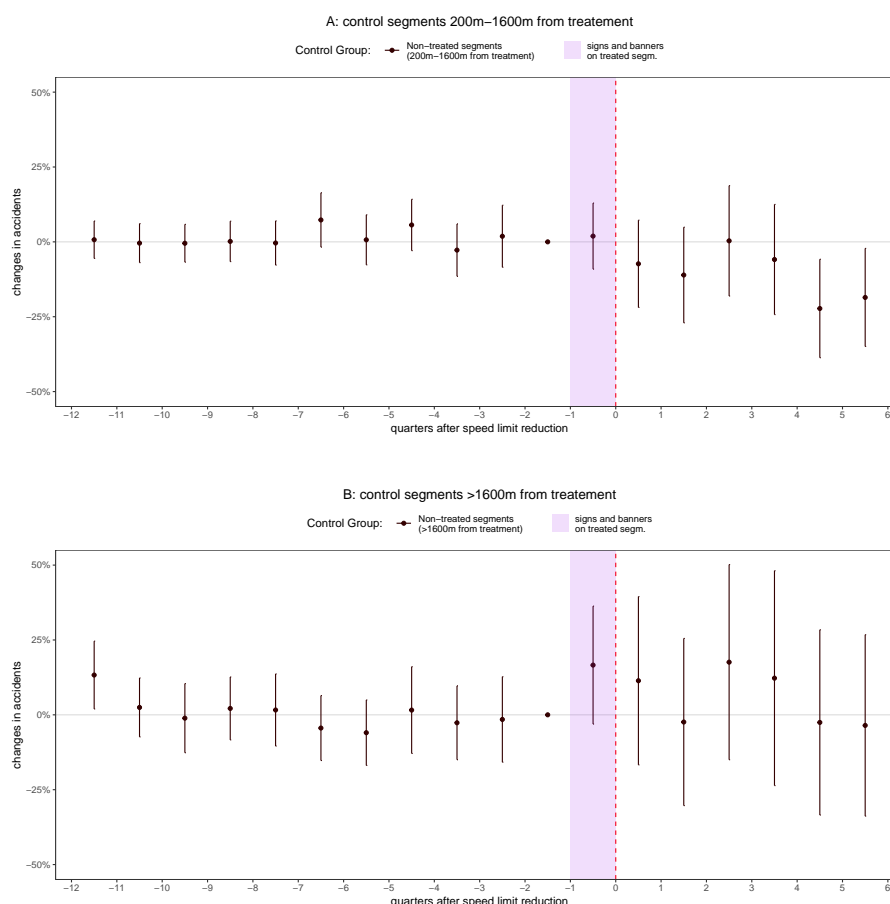 A: control segments 200m−1600m from treatement
Control Group:
Non−treated segments
(200m−1600m from treatment)
signs and banners
on treated segm.
changes in accidents
50%
25%
0%
−25%
−50%
−12 −11 −10 −9 −8 −7 −6 −5 −4 −3 −2 −1 0 1 2 3 4 5 6
quarters after speed limit reduction
B: control segments >1600m from treatement
Control Group:
Non−treated segments
(>1600m from treatment)
signs and banners
on treated segm.
changes in accidents
50%
25%
0%
−25%
−50%
−12 −11 −10 −9 −8 −7 −6 −5 −4 −3 −2 −1 0 1 2 3 4 5 6
quarters after speed limit reduction